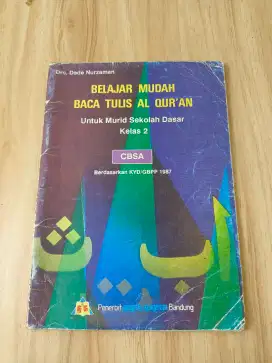 Drs. Dede Nurzaman
BELAJAR MUDAH
BACA TULIS AL QUR'AN
Untuk Murid Sekolah Dasar
Kelas 2
CBSA
Berdasarkan KYD/GBPP 1987
Penerbit Bandung